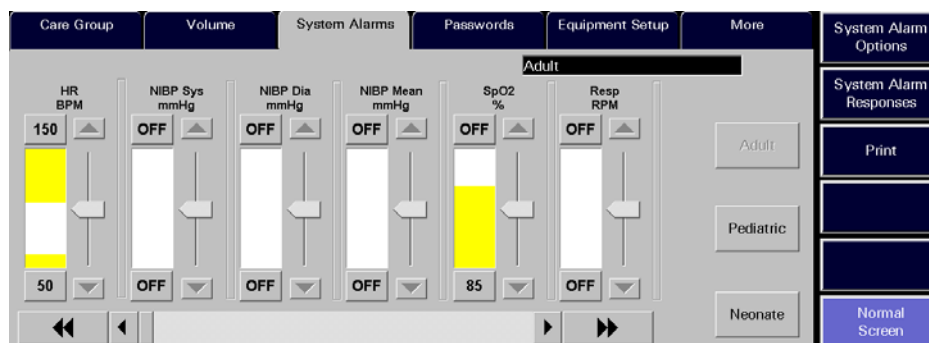 Care Group Volume System Alarms Passwords Equipment Setup More
System Alarm
Options
Adult
HR
BPM
NIBP Sys
mmHg
NIBP Dia
mmHg
NIBP Mean
mmHg
SpO2
%
Resp
RPM
System Alarm
Responses
150 OFF OFF OFF OFF OFF
Adult
Print
Pediatric
50 OFF OFF OFF 85 OFF
Neonate
Normal
Screen